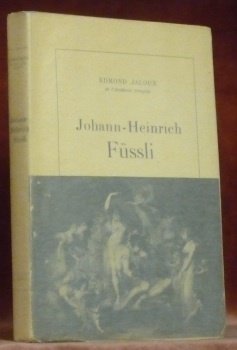 EDMOND JALOUX
de l'Académie française
Johann-Heinrich
Füssli